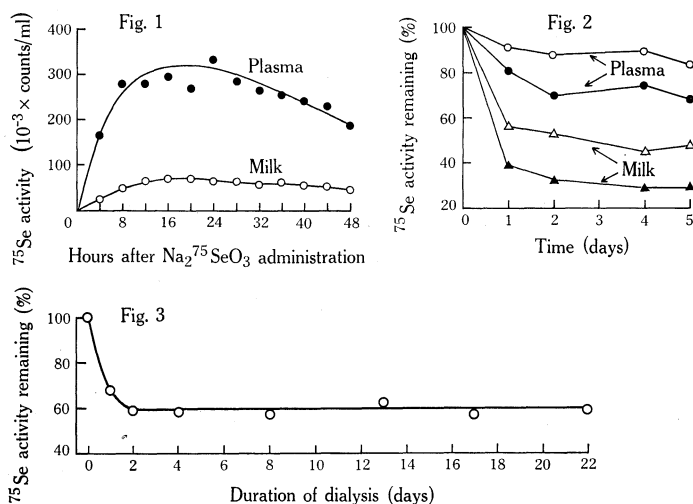 Fig. 1
400
300
200
100
0 8 16 24 32 40 48
Plasma
Milk
⁷⁵Se activity (10⁻³ × counts/ml)
Hours after Na₂⁷⁵SeO₃ administration
Fig. 2
100
80
60
40
20
0 1 2 3 4 5
Plasma
Milk
⁷⁵Se activity remaining (%)
Time (days)
Fig. 3
100
80
60
40
0 2 4 6 8 10 12 14 16 18 20 22
⁷⁵Se activity remaining (%)
Duration of dialysis (days)